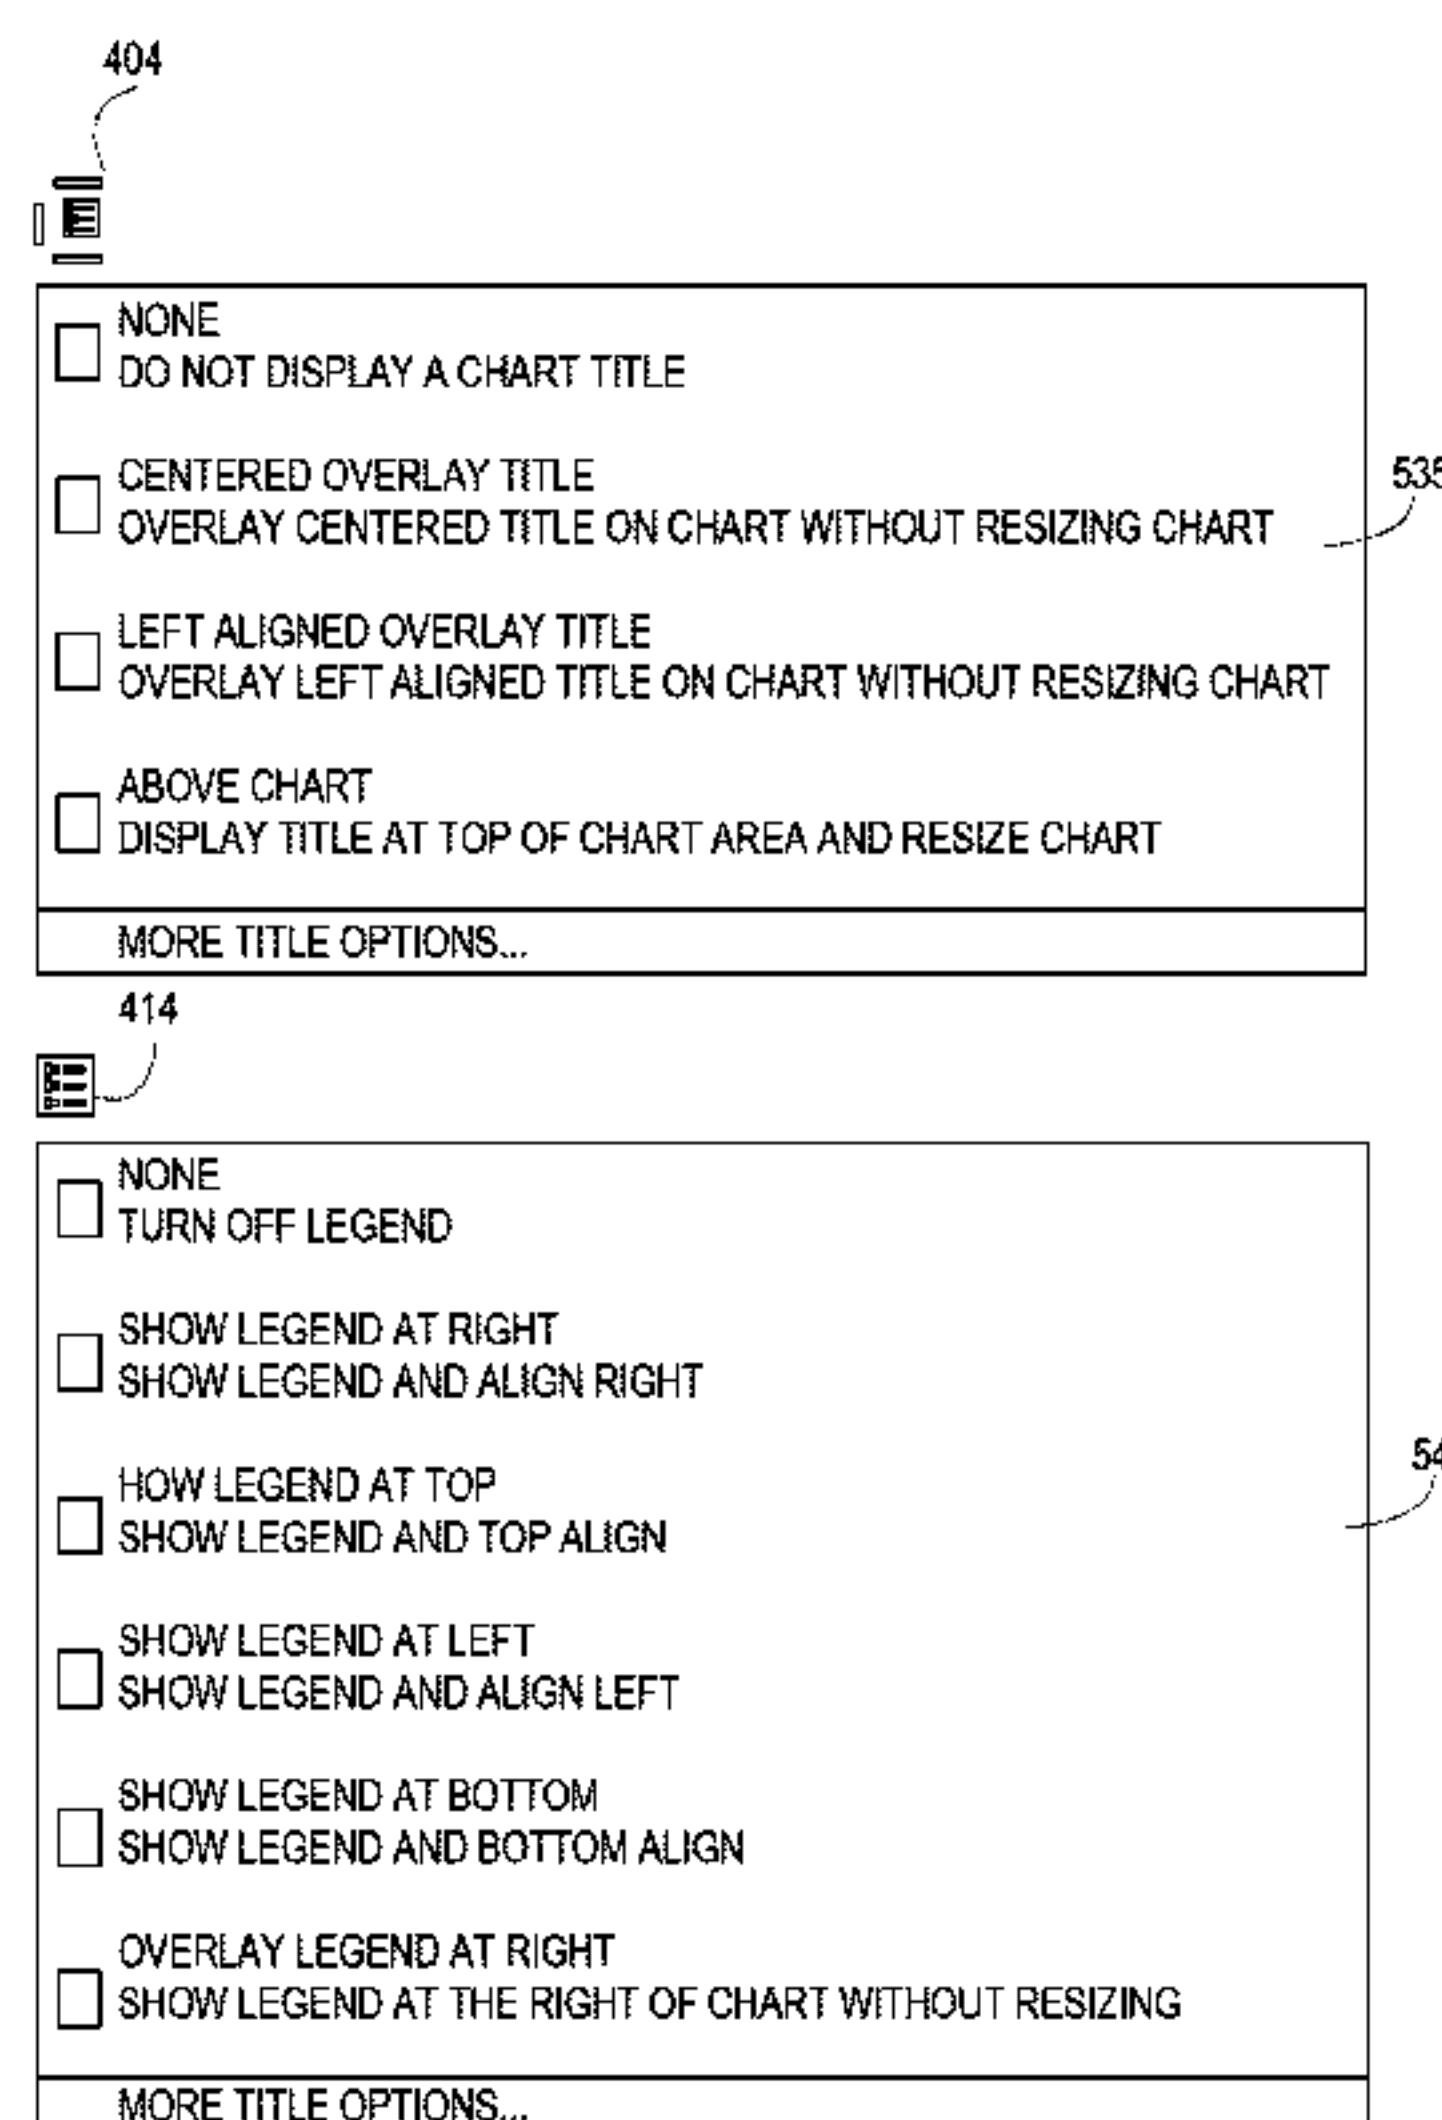 404
NONE
DO NOT DISPLAY A CHART TITLE
CENTERED OVERLAY TITLE
OVERLAY CENTERED TITLE ON CHART WITHOUT RESIZING CHART
535
LEFT ALIGNED OVERLAY TITLE
OVERLAY LEFT ALIGNED TITLE ON CHART WITHOUT RESIZING CHART
ABOVE CHART
DISPLAY TITLE AT TOP OF CHART AREA AND RESIZE CHART
MORE TITLE OPTIONS...
414
NONE
TURN OFF LEGEND
SHOW LEGEND AT RIGHT
SHOW LEGEND AND ALIGN RIGHT
HOW LEGEND AT TOP
SHOW LEGEND AND TOP ALIGN
SHOW LEGEND AT LEFT
SHOW LEGEND AND ALIGN LEFT
SHOW LEGEND AT BOTTOM
SHOW LEGEND AND BOTTOM ALIGN
OVERLAY LEGEND AT RIGHT
SHOW LEGEND AT THE RIGHT OF CHART WITHOUT RESIZING
MORE TITLE OPTIONS...